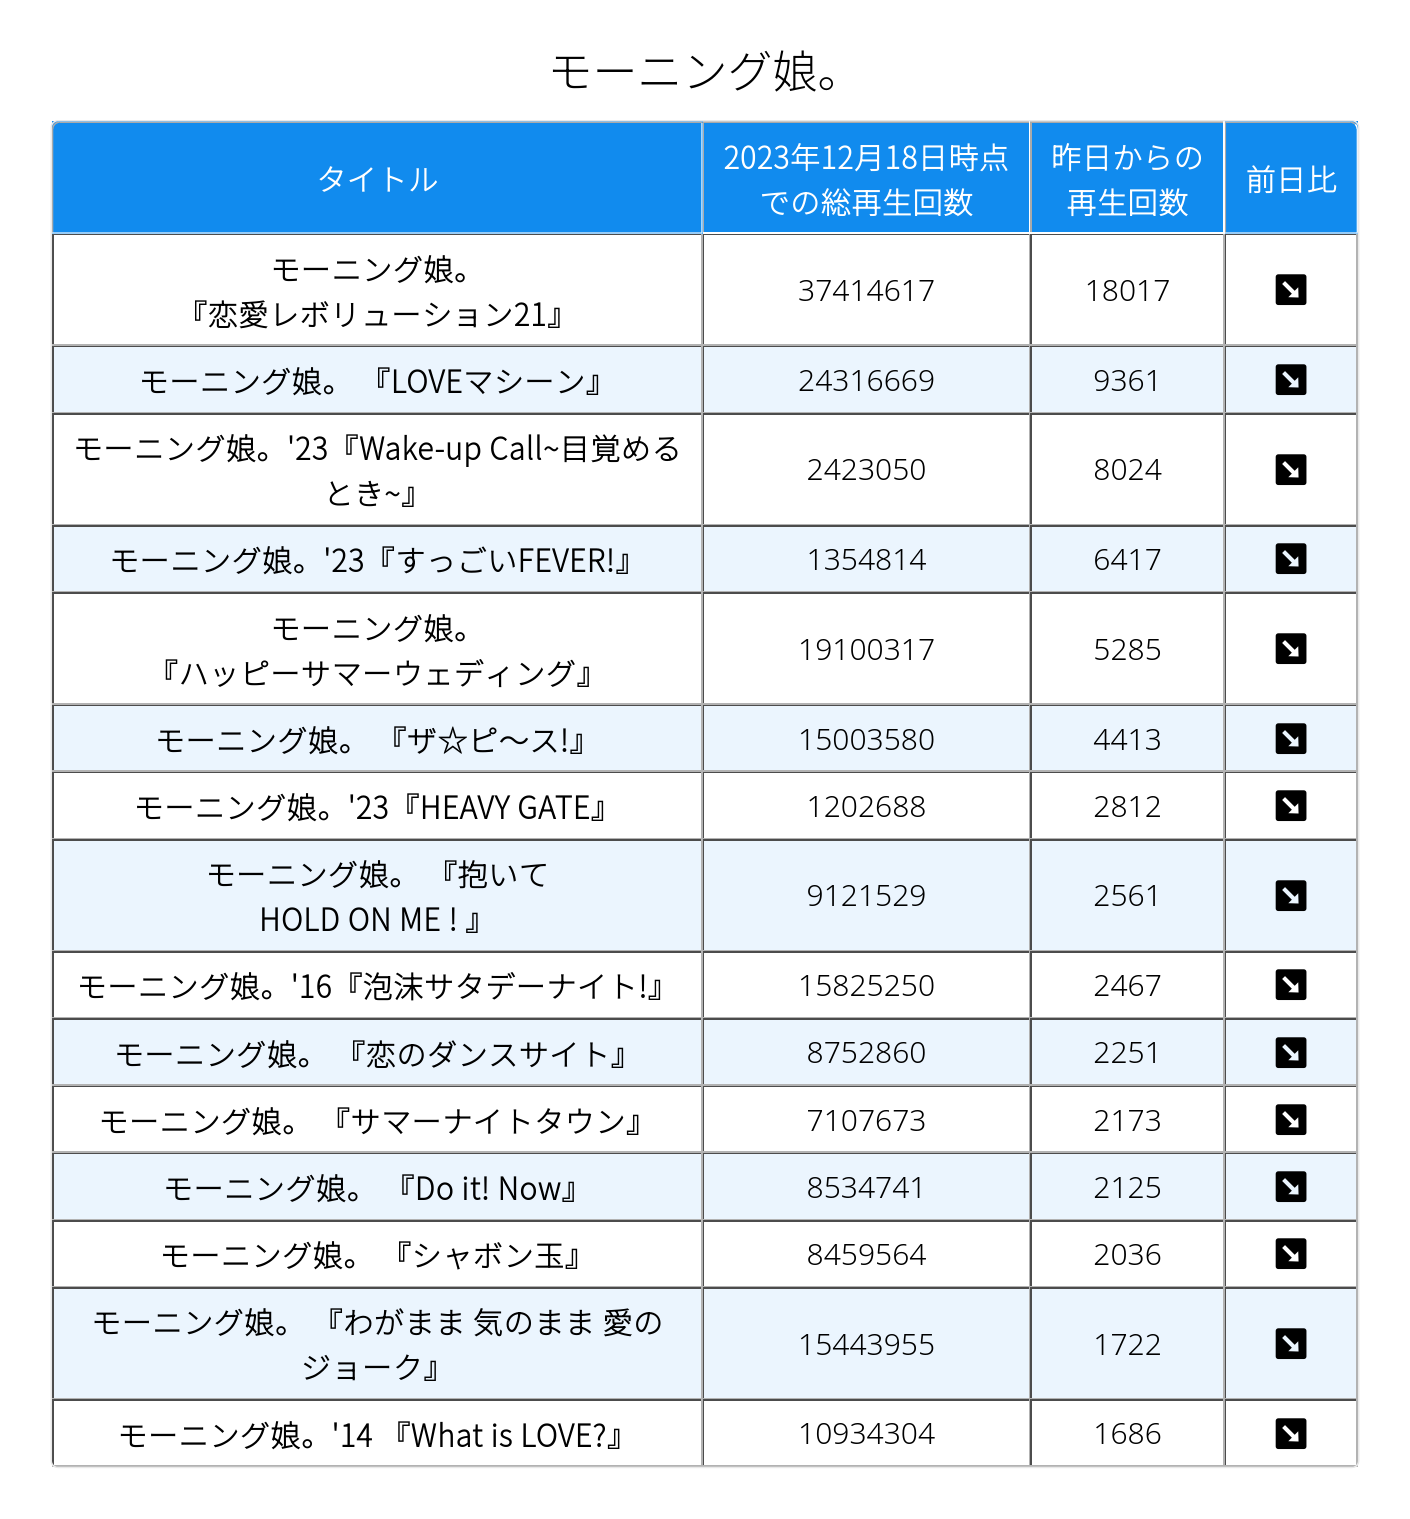 モーニング娘。
タイトル
2023年12月18日時点
での総再生回数
昨日からの
再生回数
前日比
モーニング娘。
『恋愛レボリューション21』
37414617
18017
モーニング娘。 『LOVEマシーン』
24316669
9361
モーニング娘。'23『Wake-up Call~目覚める
とき~』
2423050
8024
モーニング娘。'23『すっごいFEVER!』
1354814
6417
モーニング娘。
『ハッピーサマーウェディング』
19100317
5285
モーニング娘。 『ザ☆ピ〜ス!』
15003580
4413
モーニング娘。'23『HEAVY GATE』
1202688
2812
モーニング娘。 『抱いて
HOLD ON ME ! 』
9121529
2561
モーニング娘。'16『泡沫サタデーナイト!』
15825250
2467
モーニング娘。 『恋のダンスサイト』
8752860
2251
モーニング娘。 『サマーナイトタウン』
7107673
2173
モーニング娘。 『Do it! Now』
8534741
2125
モーニング娘。 『シャボン玉』
8459564
2036
モーニング娘。 『わがまま 気のまま 愛の
ジョーク』
15443955
1722
モーニング娘。'14 『What is LOVE?』
10934304
1686